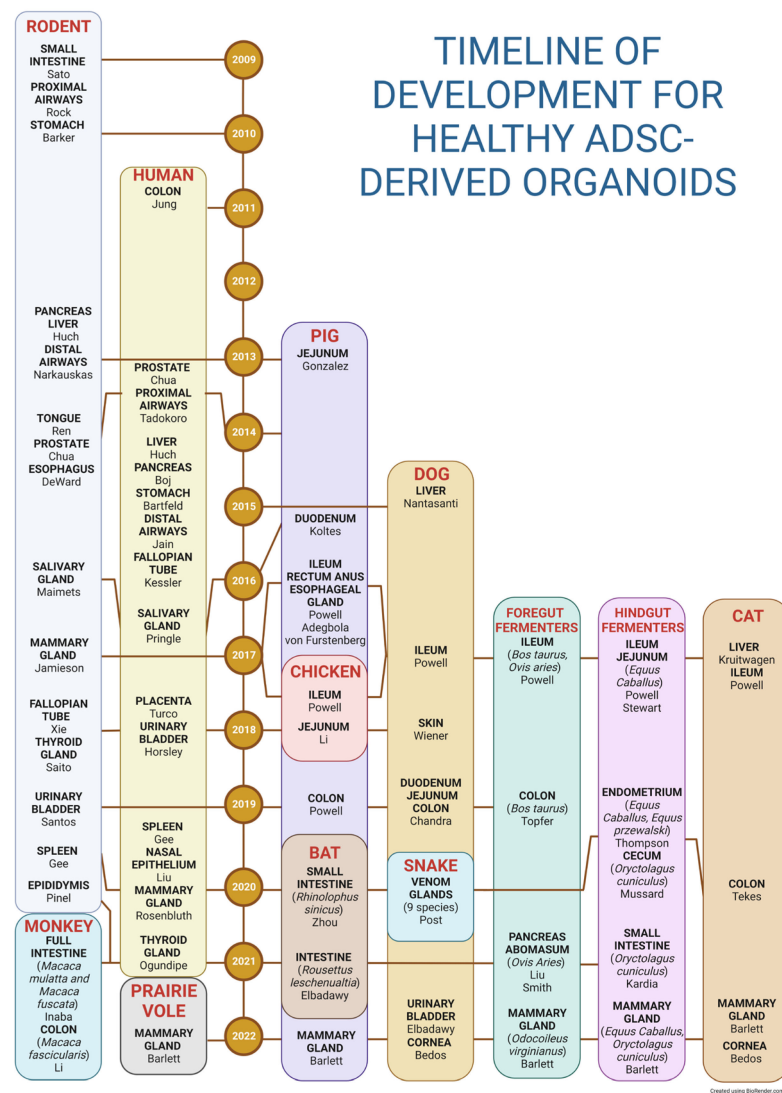 TIMELINE OF
DEVELOPMENT FOR
HEALTHY ADSC-
DERIVED ORGANOIDS
RODENT
SMALL
INTESTINE
Sato
PROXIMAL
AIRWAYS
Rock
STOMACH
Barker
PANCREAS
LIVER
Huch
DISTAL
AIRWAYS
Narkauskas
TONGUE
Ren
PROSTATE
Chua
ESOPHAGUS
DeWard
SALIVARY
GLAND
Maimets
MAMMARY
GLAND
Jamieson
FALLOPIAN
TUBE
Xie
THYROID
GLAND
Saito
URINARY
BLADDER
Santos
SPLEEN
Gee
EPIDIDYMIS
Pinel
MONKEY
FULL
INTESTINE
(Macaca
mulatta and
Macaca
fuscata)
Inaba
COLON
(Macaca
fascicularis)
Li
HUMAN
COLON
Jung
PROSTATE
Chua
PROXIMAL
AIRWAYS
Tadokoro
LIVER
Huch
PANCREAS
Boj
STOMACH
Bartfeld
DISTAL
AIRWAYS
Jain
FALLOPIAN
TUBE
Kessler
SALIVARY
GLAND
Pringle
PLACENTA
Turco
URINARY
BLADDER
Horsley
SPLEEN
Gee
NASAL
EPITHELIUM
Liu
MAMMARY
GLAND
Rosenbluth
THYROID
GLAND
Ogundipe
PRAIRIE
VOLE
MAMMARY
GLAND
Barlett
2009
2010
2011
2012
2013
2014
2015
2016
2017
2018
2019
2020
2021
2022
PIG
JEJUNUM
Gonzalez
DUODENUM
Koltes
ILEUM
RECTUM ANUS
ESOPHAGEAL
GLAND
Powell
Adegbola
von Furstenberg
CHICKEN
ILEUM
Powell
JEJUNUM
Li
COLON
Powell
BAT
SMALL
INTESTINE
(Rhinolophus
sinicus)
Zhou
INTESTINE
(Rousettus
leschenualtia)
Elbadawy
MAMMARY
GLAND
Barlett
DOG
LIVER
Nantasanti
ILEUM
Powell
SKIN
Wiener
DUODENUM
JEJUNUM
COLON
Chandra
SNAKE
VENOM
GLANDS
(9 species)
Post
URINARY
BLADDER
Elbadawy
CORNEA
Bedos
FOREGUT
FERMENTERS
ILEUM
(Bos taurus,
Ovis aries)
Powell
COLON
(Bos taurus)
Topfer
PANCREAS
ABOMASUM
(Ovis Aries)
Liu
Smith
MAMMARY
GLAND
(Odocoileus
virginianus)
Barlett
HINDGUT
FERMENTERS
ILEUM
JEJUNUM
(Equus
Caballus)
Powell
Stewart
ENDOMETRIUM
(Equus
Caballus, Equus
przewalski)
Thompson
CECUM
(Oryctolagus
cuniculus)
Mussard
SMALL
INTESTINE
(Oryctolagus
cuniculus)
Kardia
MAMMARY
GLAND
(Equus Caballus,
Oryctolagus
cuniculus)
Barlett
CAT
LIVER
Kruitwagen
ILEUM
Powell
COLON
Tekes
MAMMARY
GLAND
Barlett
CORNEA
Bedos
Created using BioRender.com